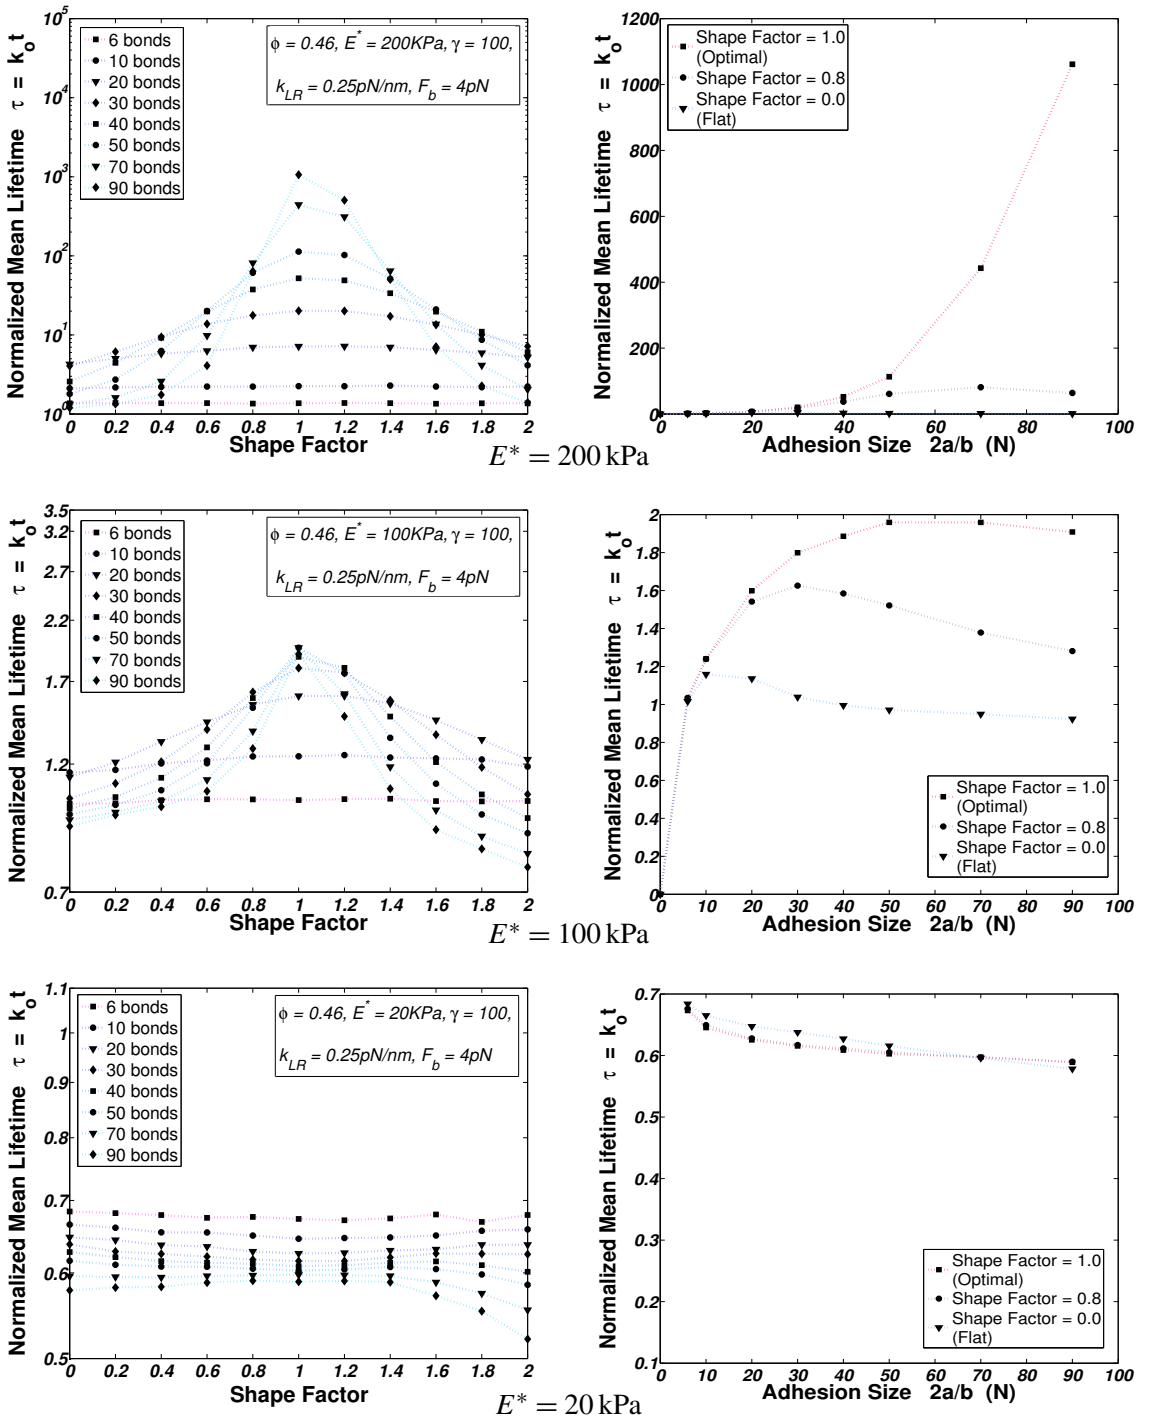 Normalized Mean Lifetime τ = k_o t
10^5
10^4
10^3
10^2
10^1
10^0
6 bonds
10 bonds
20 bonds
30 bonds
40 bonds
50 bonds
70 bonds
90 bonds
ϕ = 0.46, E^* = 200KPa, γ = 100,
k_LR = 0.25pN/nm, F_b = 4pN
0 0.2 0.4 0.6 0.8 1 1.2 1.4 1.6 1.8 2
Shape Factor
Normalized Mean Lifetime τ = k_o t
1200
1000
800
600
400
200
0
Shape Factor = 1.0
(Optimal)
Shape Factor = 0.8
Shape Factor = 0.0
(Flat)
0 10 20 30 40 50 60 70 80 90 100
Adhesion Size 2a/b (N)
E* = 200 kPa
Normalized Mean Lifetime τ = k_o t
3.5
3.2
2.7
2.2
1.7
1.2
0.7
6 bonds
10 bonds
20 bonds
30 bonds
40 bonds
50 bonds
70 bonds
90 bonds
ϕ = 0.46, E^* = 100KPa, γ = 100,
k_LR = 0.25pN/nm, F_b = 4pN
0 0.2 0.4 0.6 0.8 1 1.2 1.4 1.6 1.8 2
Shape Factor
Normalized Mean Lifetime τ = k_o t
2
1.8
1.6
1.4
1.2
1
0.8
0.6
0.4
0.2
0
Shape Factor = 1.0
(Optimal)
Shape Factor = 0.8
Shape Factor = 0.0
(Flat)
0 10 20 30 40 50 60 70 80 90 100
Adhesion Size 2a/b (N)
E* = 100 kPa
Normalized Mean Lifetime τ = k_o t
1.1
1
0.9
0.8
0.7
0.6
0.5
6 bonds
10 bonds
20 bonds
30 bonds
40 bonds
50 bonds
70 bonds
90 bonds
ϕ = 0.46, E^* = 20KPa, γ = 100,
k_LR = 0.25pN/nm, F_b = 4pN
0 0.2 0.4 0.6 0.8 1 1.2 1.4 1.6 1.8 2
Shape Factor
Normalized Mean Lifetime τ = k_o t
0.7
0.6
0.5
0.4
0.3
0.2
0.1
Shape Factor = 1.0
(Optimal)
Shape Factor = 0.8
Shape Factor = 0.0
(Flat)
0 10 20 30 40 50 60 70 80 90 100
Adhesion Size 2a/b (N)
E* = 20 kPa